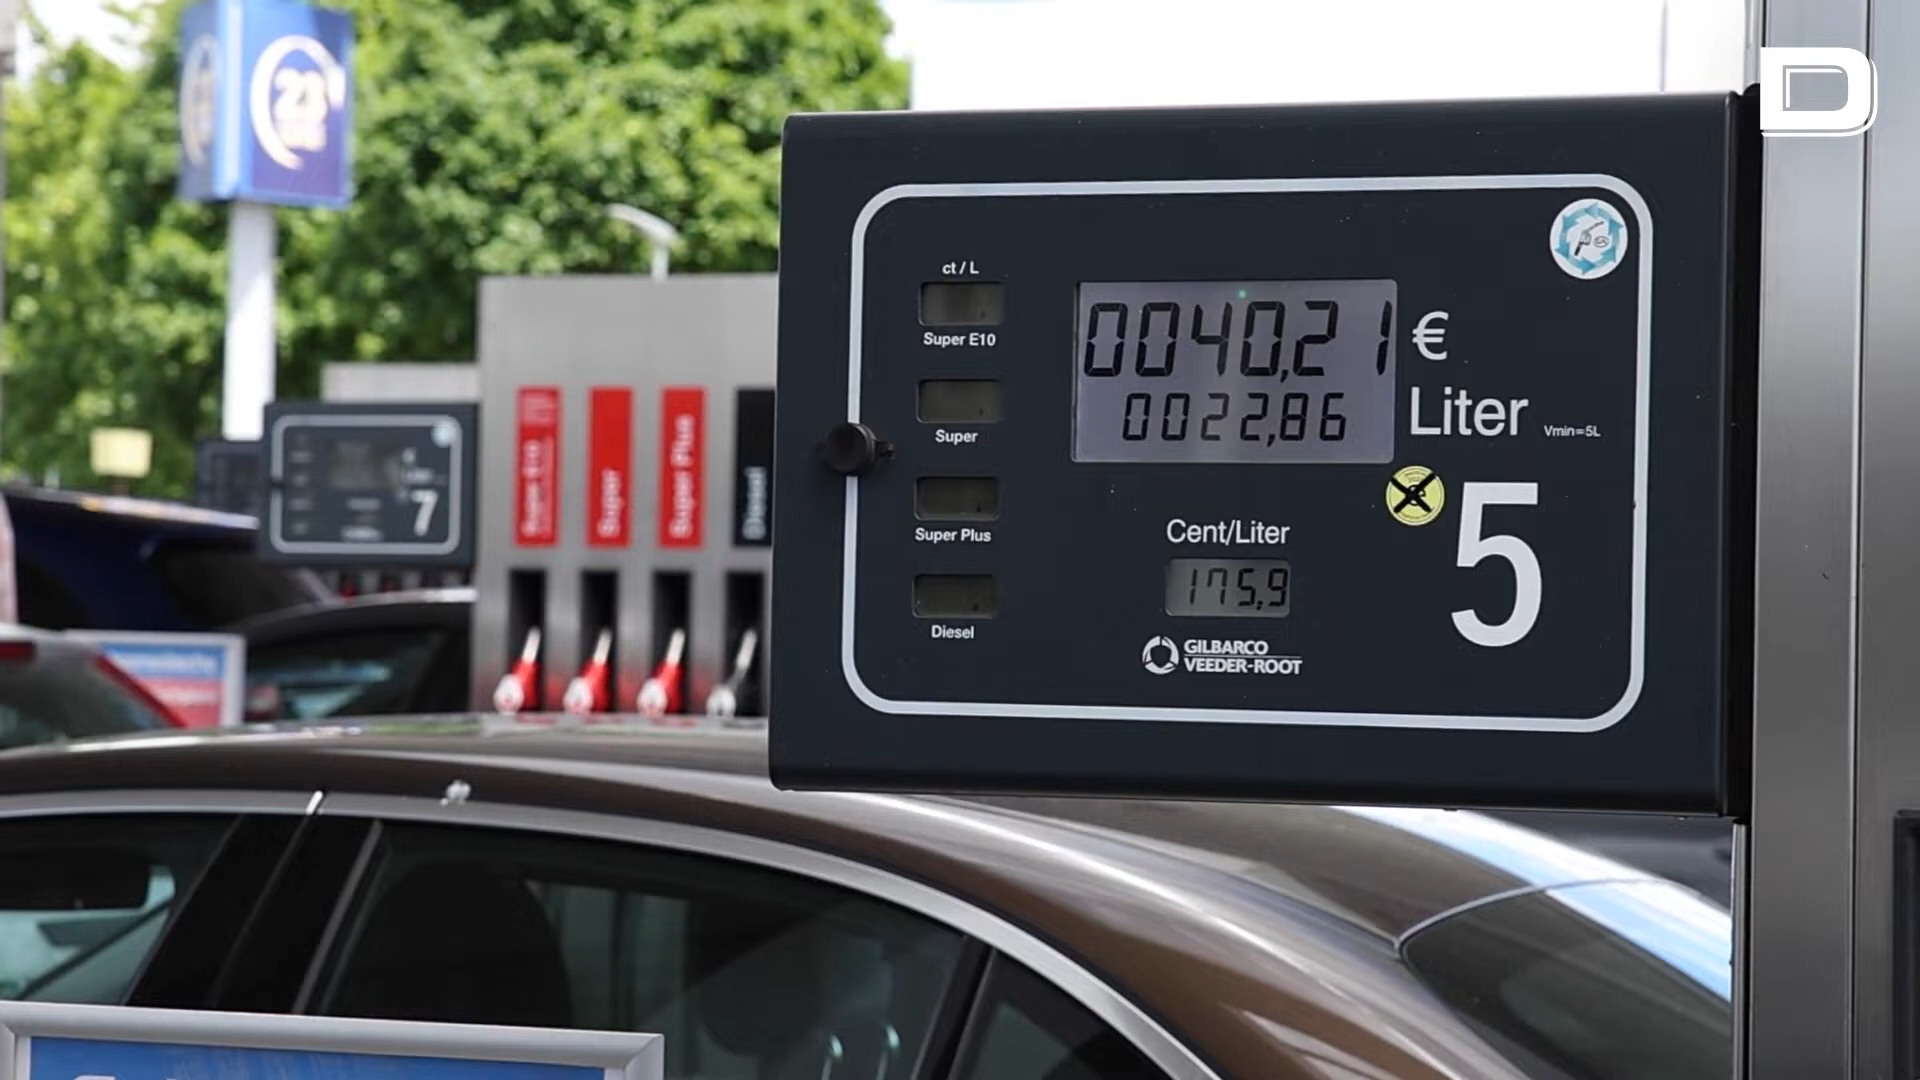 D
23
ct / L
Super E10
Super
Super Plus
Diesel
0040,21 €
0022,86 Liter Vmin=5L
5
Cent/Liter
175,9
GILBARCO
VEEDER-ROOT
7
Super E10
Super
Super Plus
Diesel